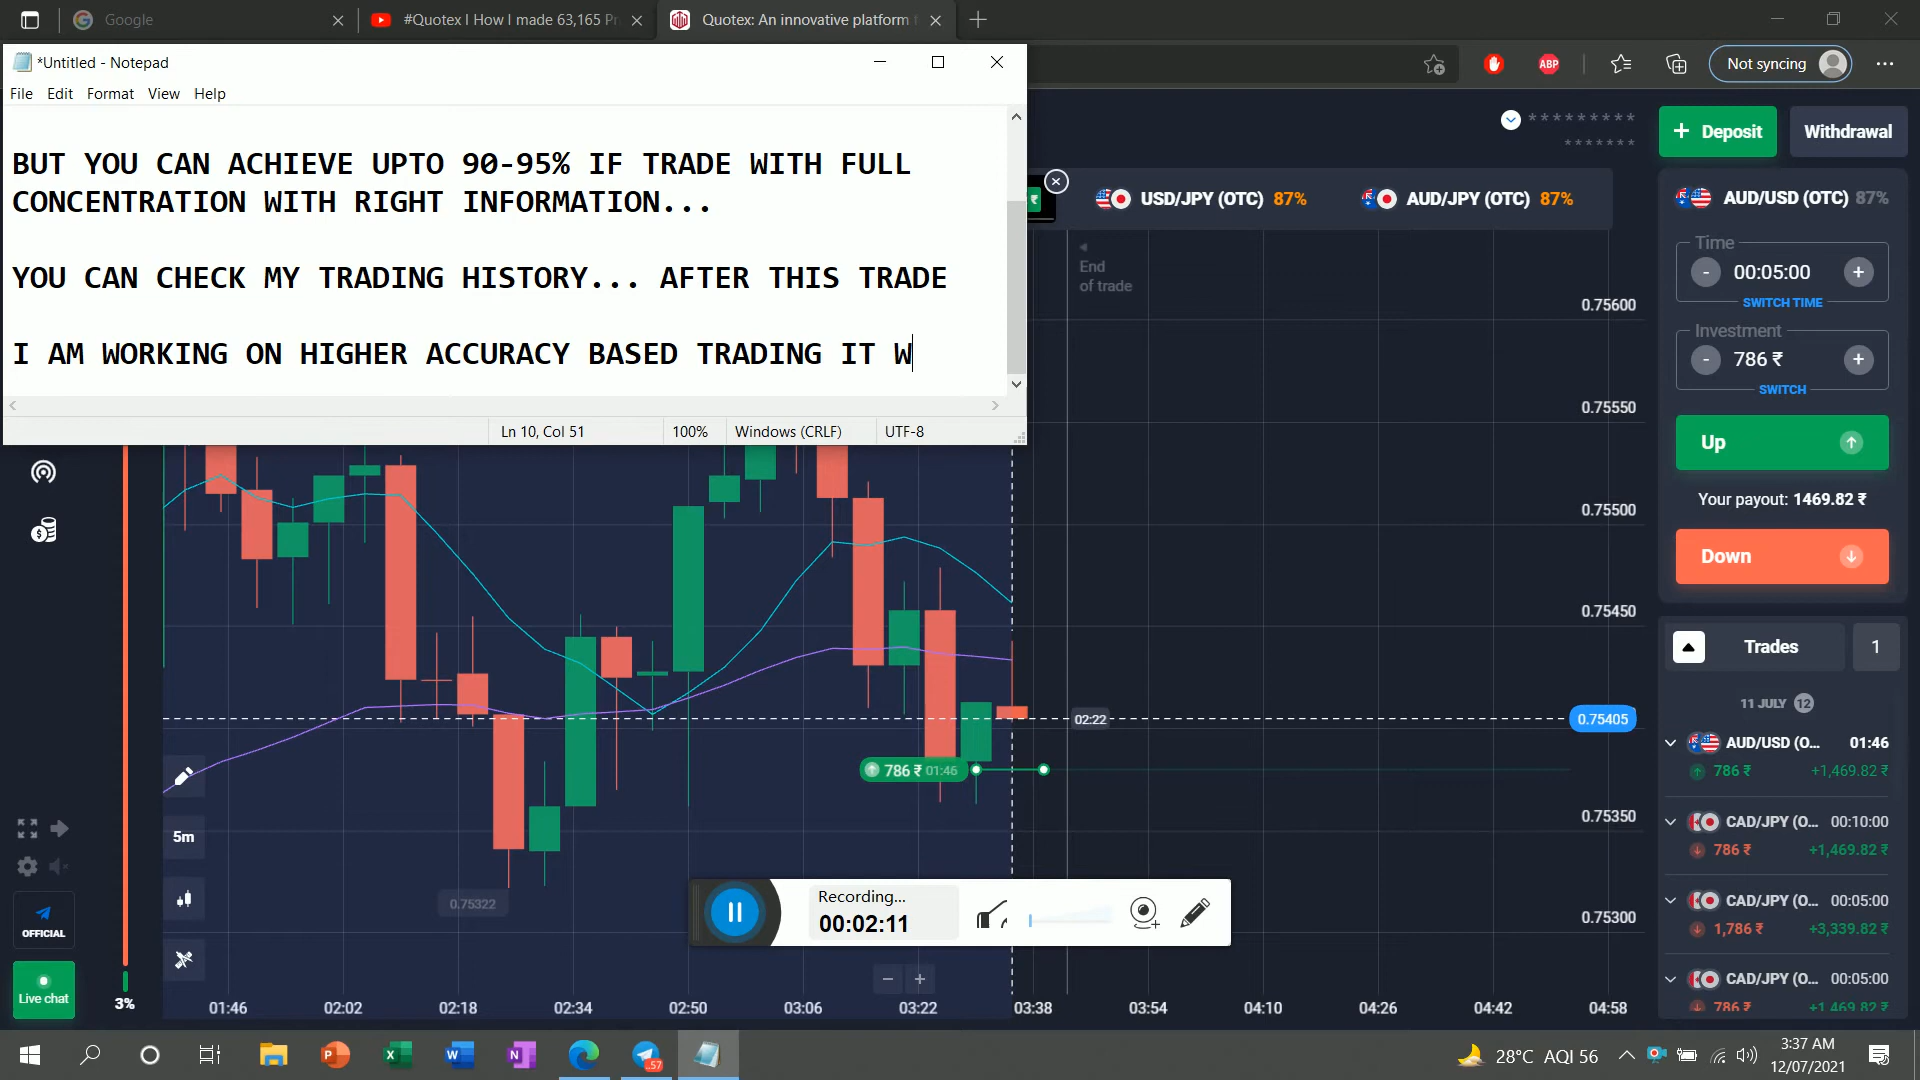 Google
#Quotex I How I made 63,165 Pr
Quotex: An innovative platform
*Untitled - Notepad
ABP
Not syncing
File Edit Format View Help
BUT YOU CAN ACHIEVE UPTO 90-95% IF TRADE WITH FULL
CONCENTRATION WITH RIGHT INFORMATION...
YOU CAN CHECK MY TRADING HISTORY... AFTER THIS TRADE
I AM WORKING ON HIGHER ACCURACY BASED TRADING IT W
Ln 10, Col 51 100% Windows (CRLF) UTF-8
*********
*******
+ Deposit
Withdrawal
₹
USD/JPY (OTC) 87%
AUD/JPY (OTC) 87%
AUD/USD (OTC) 87%
End
of trade
Time
- 00:05:00 +
SWITCH TIME
Investment
- 786 ₹ +
SWITCH
Up
Your payout: 1469.82 ₹
Down
Trades 1
11 JULY 12
AUD/USD (O... 01:46
786 ₹ +1,469.82 ₹
CAD/JPY (O... 00:10:00
786 ₹ +1,469.82 ₹
CAD/JPY (O... 00:05:00
1,786 ₹ +3,339.82 ₹
CAD/JPY (O... 00:05:00
786 ₹ +1,469.82 ₹
0.75600
0.75550
0.75500
0.75450
0.75405
0.75350
0.75300
02:22
786 ₹ 01:46
5m
0.75322
OFFICIAL
Live chat
3%
Recording...
00:02:11
− +
01:46 02:02 02:18 02:34 02:50 03:06 03:22 03:38 03:54 04:10 04:26 04:42 04:58
57
28°C AQI 56
3:37 AM
12/07/2021